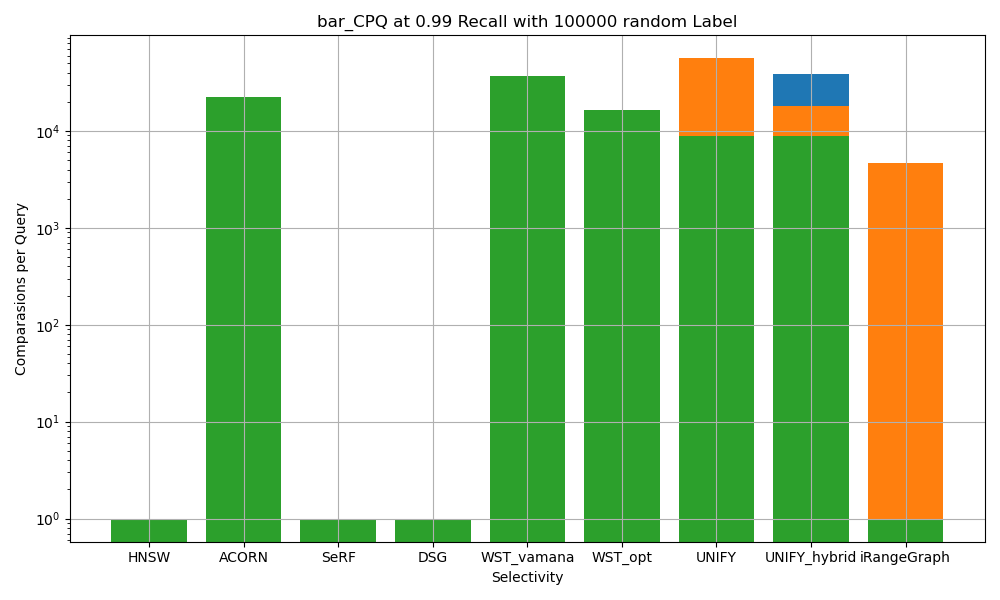 bar_CPQ at 0.99 Recall with 100000 random Label
Comparasions per Query
10^4
10^3
10^2
10^1
10^0
HNSW ACORN SeRF DSG WST_vamana WST_opt UNIFY UNIFY_hybrid iRangeGraph
Selectivity